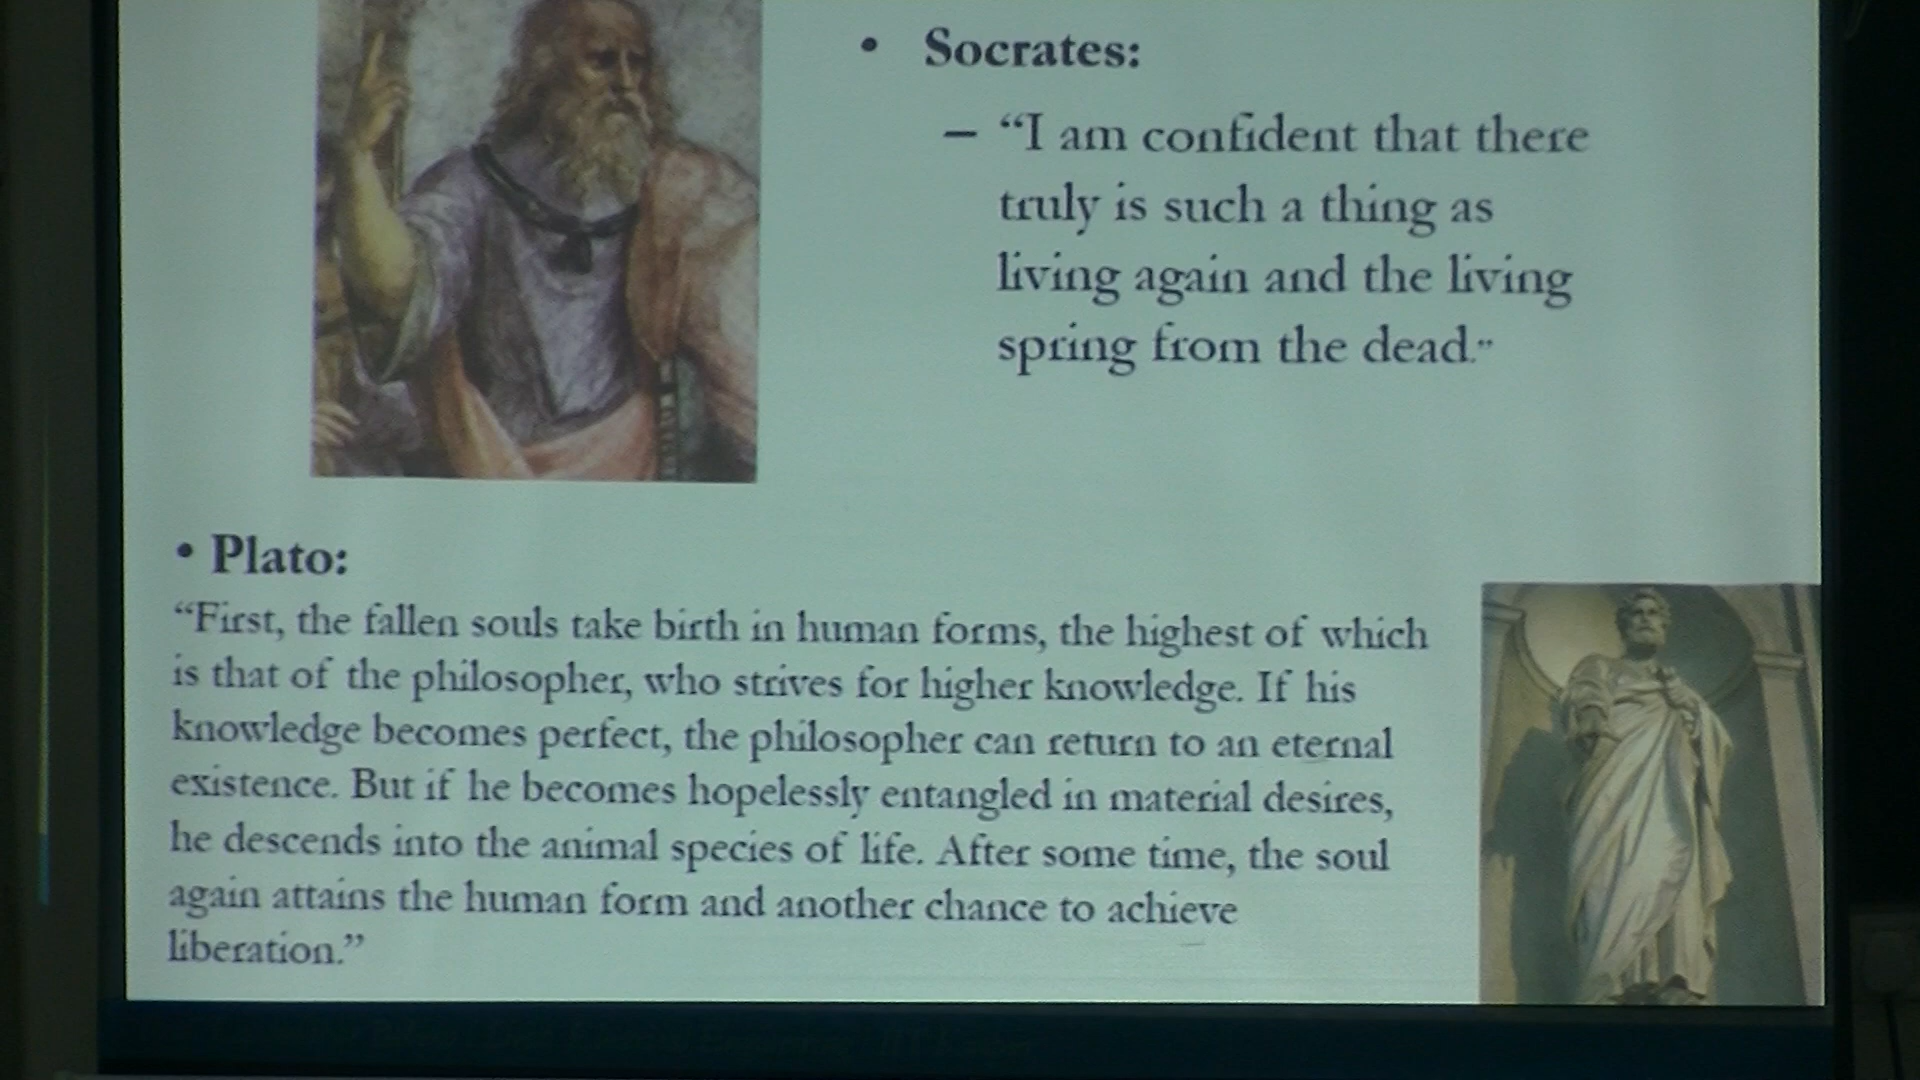 • Socrates:
– “I am confident that there
truly is such a thing as
living again and the living
spring from the dead.”
• Plato:
“First, the fallen souls take birth in human forms, the highest of which
is that of the philosopher, who strives for higher knowledge. If his
knowledge becomes perfect, the philosopher can return to an eternal
existence. But if he becomes hopelessly entangled in material desires,
he descends into the animal species of life. After some time, the soul
again attains the human form and another chance to achieve
liberation.”